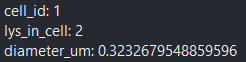 cell_id: 1
lys_in_cell: 2
diameter_um: 0.3232679548859596